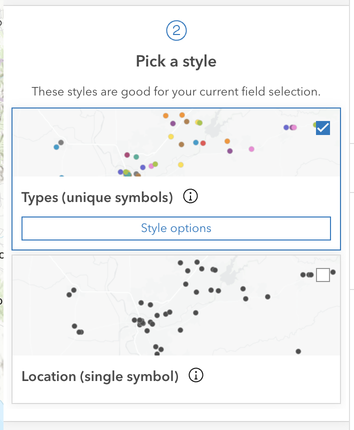 2
Pick a style
These styles are good for your current field selection.
Types (unique symbols)
Style options
Location (single symbol)